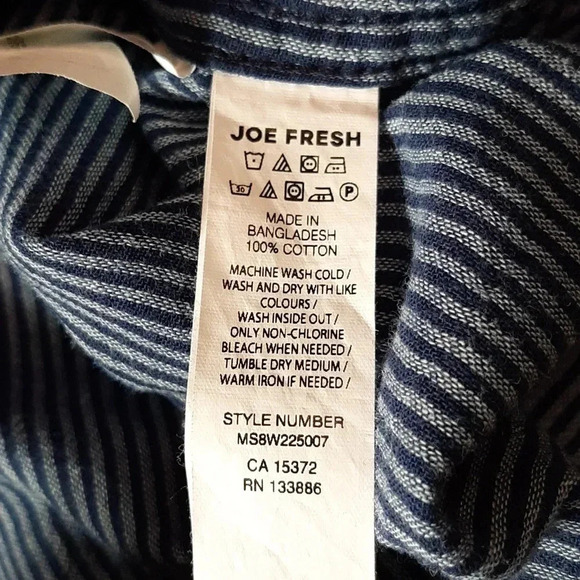 JOE FRESH
30 P
MADE IN
BANGLADESH
100% COTTON
MACHINE WASH COLD /
WASH AND DRY WITH LIKE
COLOURS /
WASH INSIDE OUT /
ONLY NON-CHLORINE
BLEACH WHEN NEEDED /
TUMBLE DRY MEDIUM /
WARM IRON IF NEEDED /
STYLE NUMBER
MS8W225007
CA 15372
RN 133886